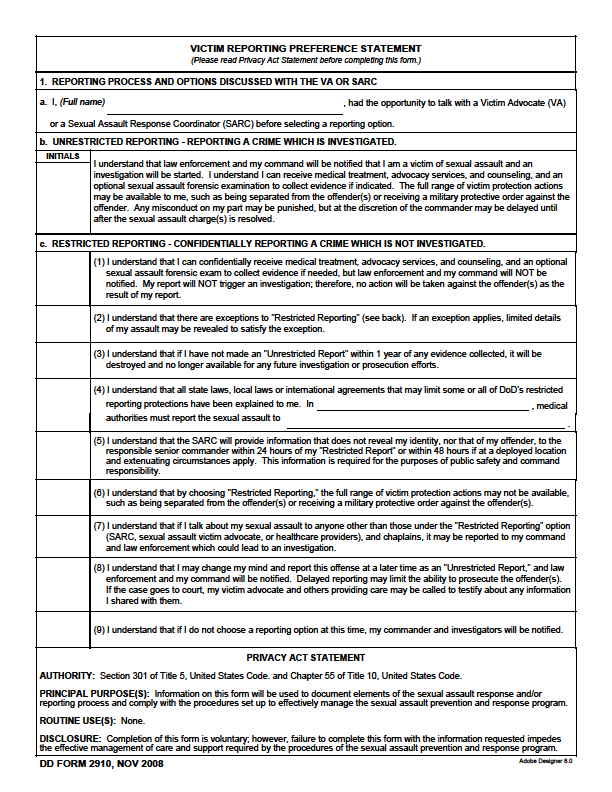 VICTIM REPORTING PREFERENCE STATEMENT
(Please read Privacy Act Statement before completing this form.)
1. REPORTING PROCESS AND OPTIONS DISCUSSED WITH THE VA OR SARC
a. I, (Full name) , had the opportunity to talk with a Victim Advocate (VA)
or a Sexual Assault Response Coordinator (SARC) before selecting a reporting option.
b. UNRESTRICTED REPORTING - REPORTING A CRIME WHICH IS INVESTIGATED.
INITIALS
I understand that law enforcement and my command will be notified that I am a victim of sexual assault and an
investigation will be started. I understand I can receive medical treatment, advocacy services, and counseling, and an
optional sexual assault forensic examination to collect evidence if indicated. The full range of victim protection actions
may be available to me, such as being separated from the offender(s) or receiving a military protective order against the
offender. Any misconduct on my part may be punished, but at the discretion of the commander may be delayed until
after the sexual assault charge(s) is resolved.
c. RESTRICTED REPORTING - CONFIDENTIALLY REPORTING A CRIME WHICH IS NOT INVESTIGATED.
(1) I understand that I can confidentially receive medical treatment, advocacy services, and counseling, and an optional
sexual assault forensic exam to collect evidence if needed, but law enforcement and my command will NOT be
notified. My report will NOT trigger an investigation; therefore, no action will be taken against the offender(s) as the
result of my report.
(2) I understand that there are exceptions to "Restricted Reporting" (see back). If an exception applies, limited details
of my assault may be revealed to satisfy the exception.
(3) I understand that if I have not made an "Unrestricted Report" within 1 year of any evidence collected, it will be
destroyed and no longer available for any future investigation or prosecution efforts.
(4) I understand that all state laws, local laws or international agreements that may limit some or all of DoD's restricted
reporting protections have been explained to me. In , medical
authorities must report the sexual assault to .
(5) I understand that the SARC will provide information that does not reveal my identity, nor that of my offender, to the
responsible senior commander within 24 hours of my "Restricted Report" or within 48 hours if at a deployed location
and extenuating circumstances apply. This information is required for the purposes of public safety and command
responsibility.
(6) I understand that by choosing "Restricted Reporting," the full range of victim protection actions may not be available,
such as being separated from the offender(s) or receiving a military protective order against the offender(s).
(7) I understand that if I talk about my sexual assault to anyone other than those under the "Restricted Reporting" option
(SARC, sexual assault victim advocate, or healthcare providers), and chaplains, it may be reported to my command
and law enforcement which could lead to an investigation.
(8) I understand that I may change my mind and report this offense at a later time as an "Unrestricted Report," and law
enforcement and my command will be notified. Delayed reporting may limit the ability to prosecute the offender(s).
If the case goes to court, my victim advocate and others providing care may be called to testify about any information
I shared with them.
(9) I understand that if I do not choose a reporting option at this time, my commander and investigators will be notified.
PRIVACY ACT STATEMENT
AUTHORITY: Section 301 of Title 5, United States Code. and Chapter 55 of Title 10, United States Code.
PRINCIPAL PURPOSE(S): Information on this form will be used to document elements of the sexual assault response and/or
reporting process and comply with the procedures set up to effectively manage the sexual assault prevention and response program.
ROUTINE USE(S): None.
DISCLOSURE: Completion of this form is voluntary; however, failure to complete this form with the information requested impedes
the effective management of care and support required by the procedures of the sexual assault prevention and response program.
DD FORM 2910, NOV 2008
Adobe Designer 8.0